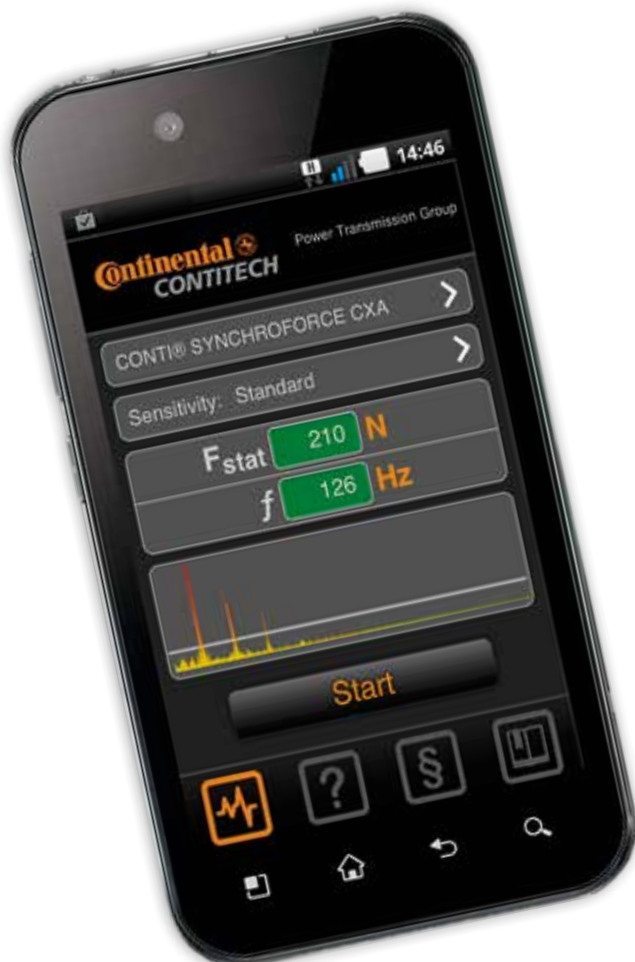 H
14:46
Continental
CONTITECH
Power Transmission Group
CONTI® SYNCHROFORCE CXA
Sensitivity: Standard
Fstat 210 N
f 126 Hz
Start
?
§